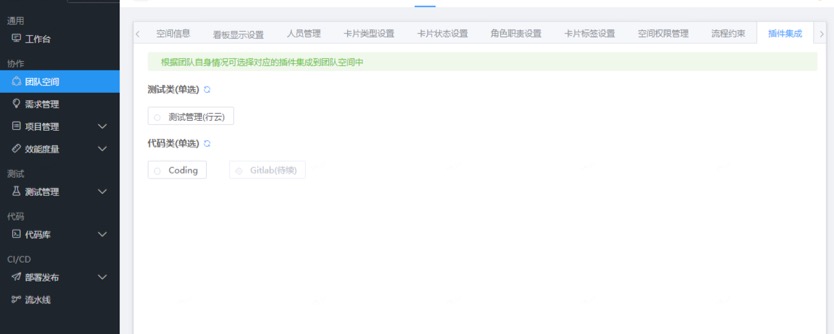 通用
工作台
协作
团队空间
需求管理
项目管理
效能度量
测试
测试管理
代码
代码库
CI/CD
部署发布
流水线
空间信息 看板显示设置 人员管理 卡片类型设置 卡片状态设置 角色职责设置 卡片标签设置 空间权限管理 流程约束 插件集成
根据团队自身情况可选择对应的插件集成到团队空间中
测试类(单选)
测试管理(行云)
代码类(单选)
Coding Gitlab(待续)